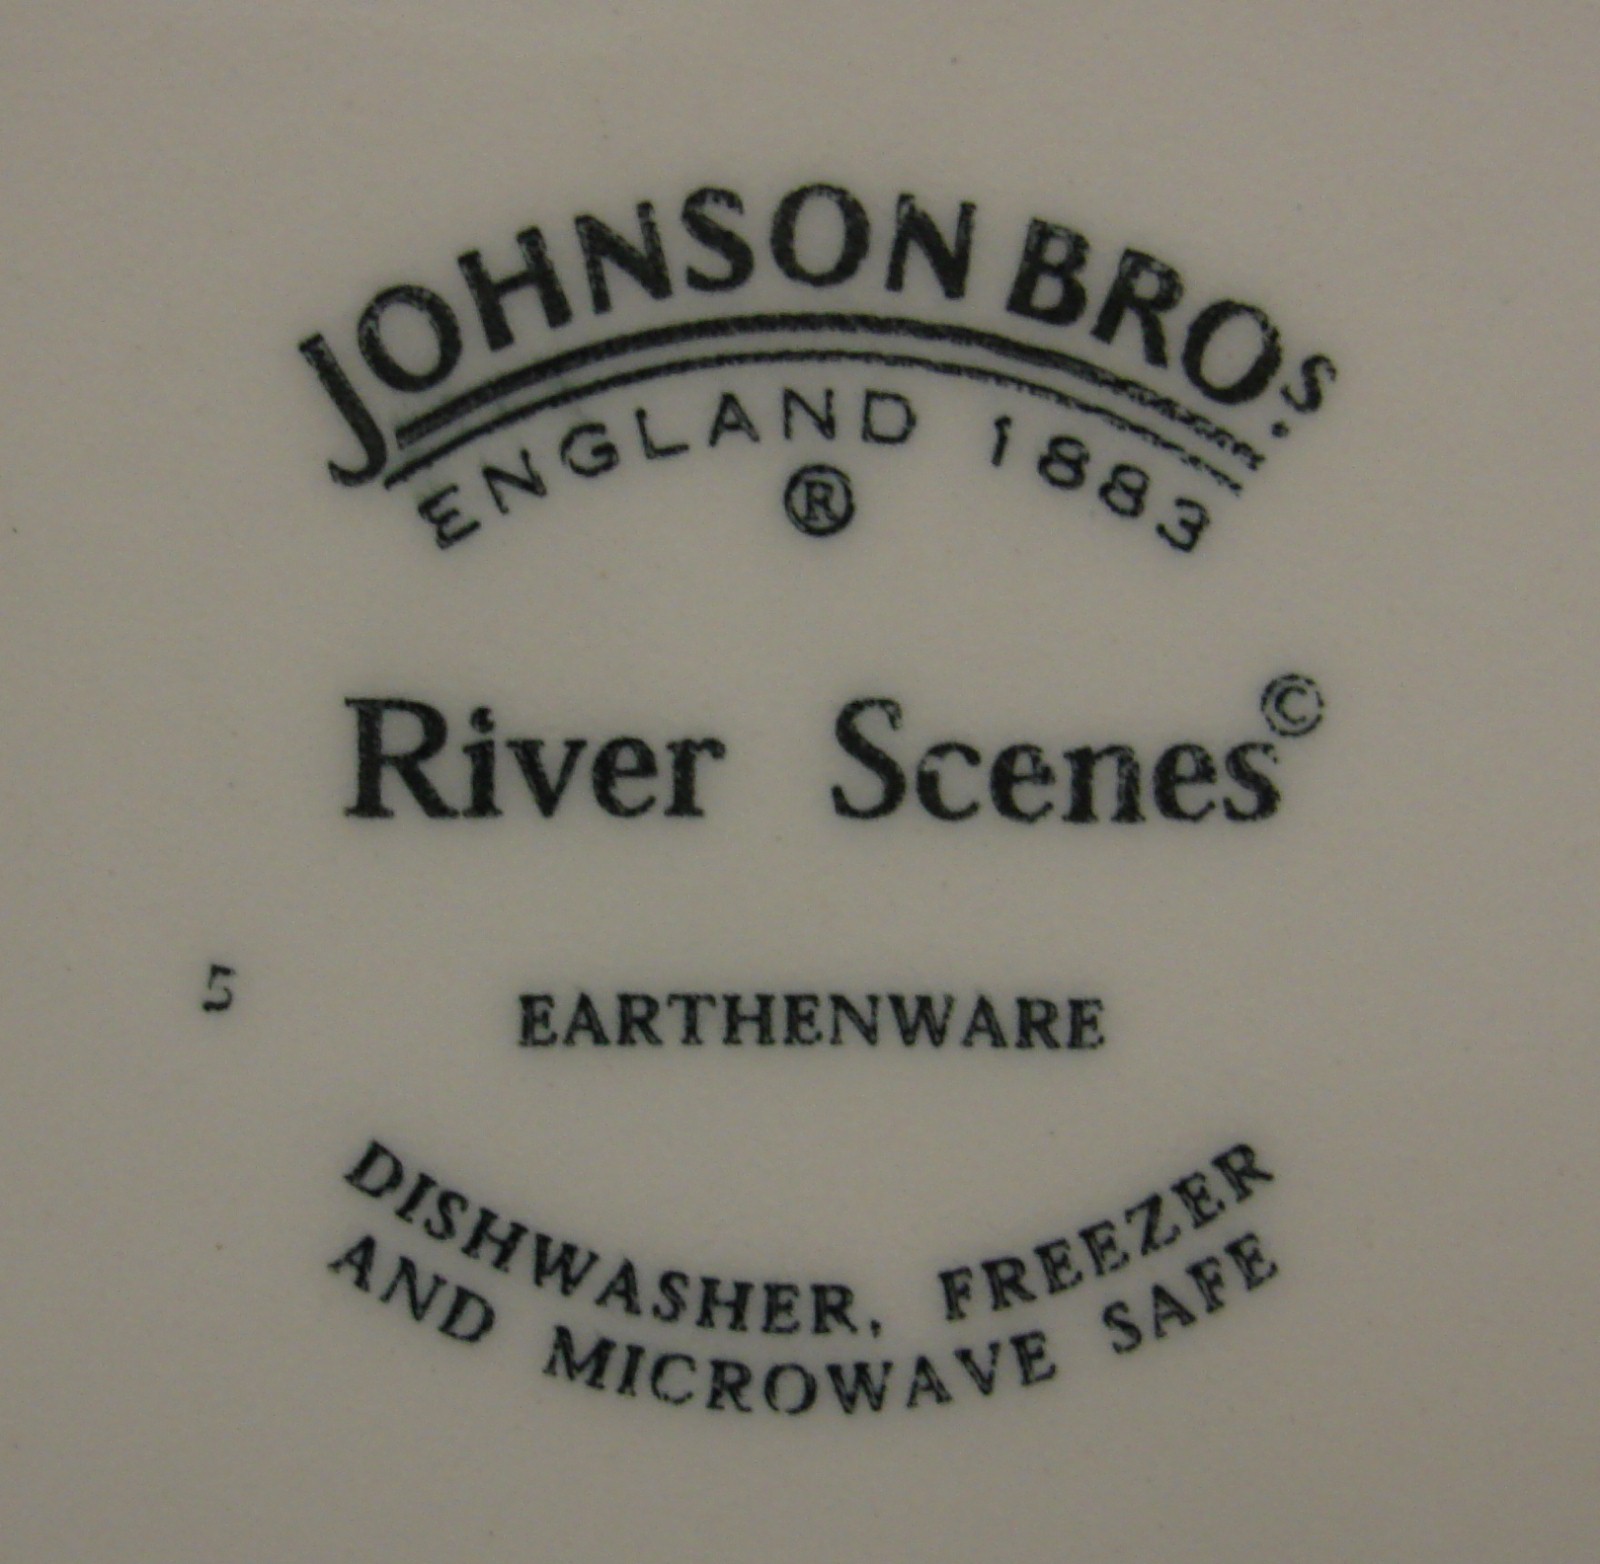 JOHNSON BROS.
ENGLAND 1883
®
River Scenes©
5
EARTHENWARE
DISHWASHER, FREEZER
AND MICROWAVE SAFE